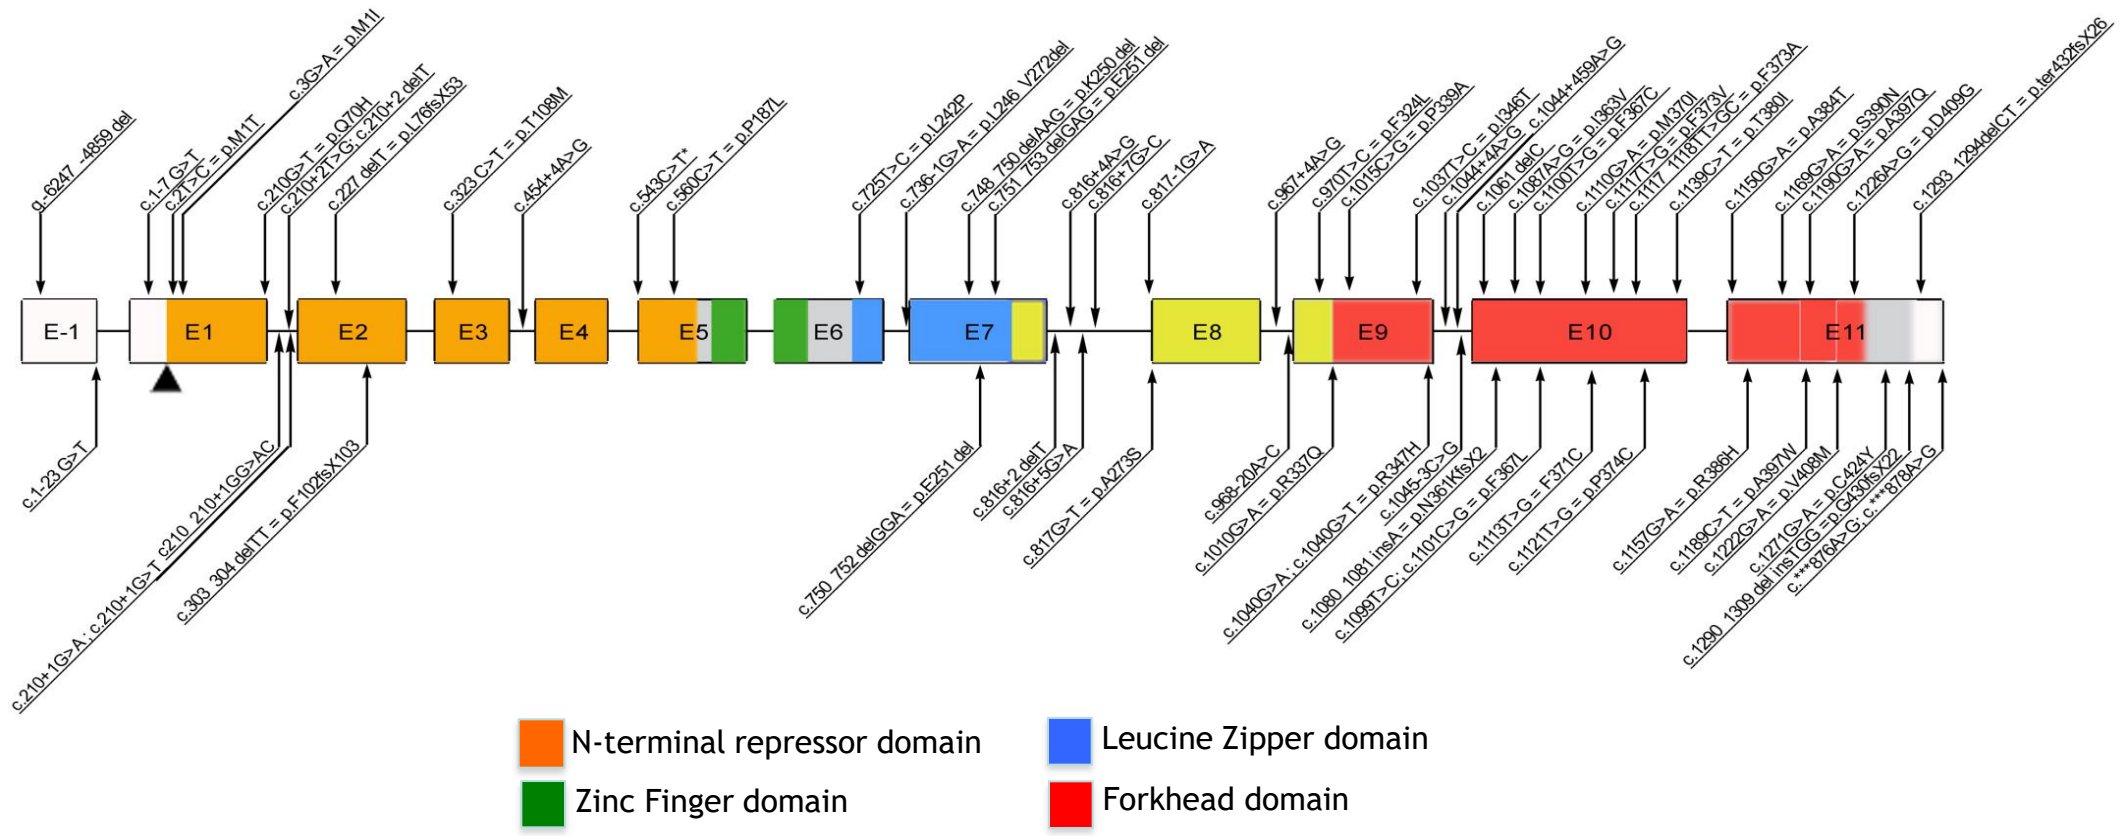 g.-6247_-4859 del
c.1-7 G>T
c.2T>C = p.M1T
c.3G>A = p.M1I
c.210G>T = p.Q70H
c.210+2T>G; c.210+2 delT
c.227 delT = p.L76fsX53
c.323 C>T = p.T108M
c.454+4A>G
c.543C>T*
c.560C>T = p.P187L
c.725T>C = p.L242P
c.736-1G>A = p.L246_V272del
c.748_750 delAAG = p.K250 del
c.751_753 delGAG = p.E251 del
c.816+4A>G
c.816+7G>C
c.817-1G>A
c.967+4A>G
c.970T>C = p.F324L
c.1015C>G = p.P339A
c.1037T>C = p.I346T
c.1044+4A>G
c.1044+459A>G
c.1061 delC
c.1087A>G = p.I363V
c.1100T>G = p.F367C
c.1110G>A = p.M370I
c.1117T>G = p.F373V
c.1117_1118TT>GC = p.F373A
c.1139C>T = p.T380I
c.1150G>A = p.A384T
c.1169G>A = p.S390N
c.1190G>A = p.A397Q
c.1226A>G = p.D409G
c.1293_1294delCT = p.ter432fsX26
E-1
E1
E2
E3
E4
E5
E6
E7
E8
E9
E10
E11
c.1-23 G>T
c.210+1G>A ; c.210+1G>T
c210_210+1GG>AC
c.303_304 delTT = p.F102fsX103
c.750_752 delGGA = p.E251 del
c.816+2 delT
c.816+5G>A
c.817G>T = p.A273S
c.968-20A>C
c.1010G>A = p.R337Q
c.1040G>A ; c.1040G>T = p.R347H
c.1045-3C>G
c.1080_1081 insA = p.N361KfsX2
c.1099T>C; c.1101C>G = p.F367L
c.1113T>G = F371C
c.1121T>G = p.P374C
c.1157G>A = p.R386H
c.1189C>T = p.A397W
c.1222G>A = p.V408M
c.1271G>A = p.C424Y
c.1290_1309 del insTGG =p.G430fsX22
c.***876A>G; c.***878A>G
N-terminal repressor domain
Leucine Zipper domain
Zinc Finger domain
Forkhead domain